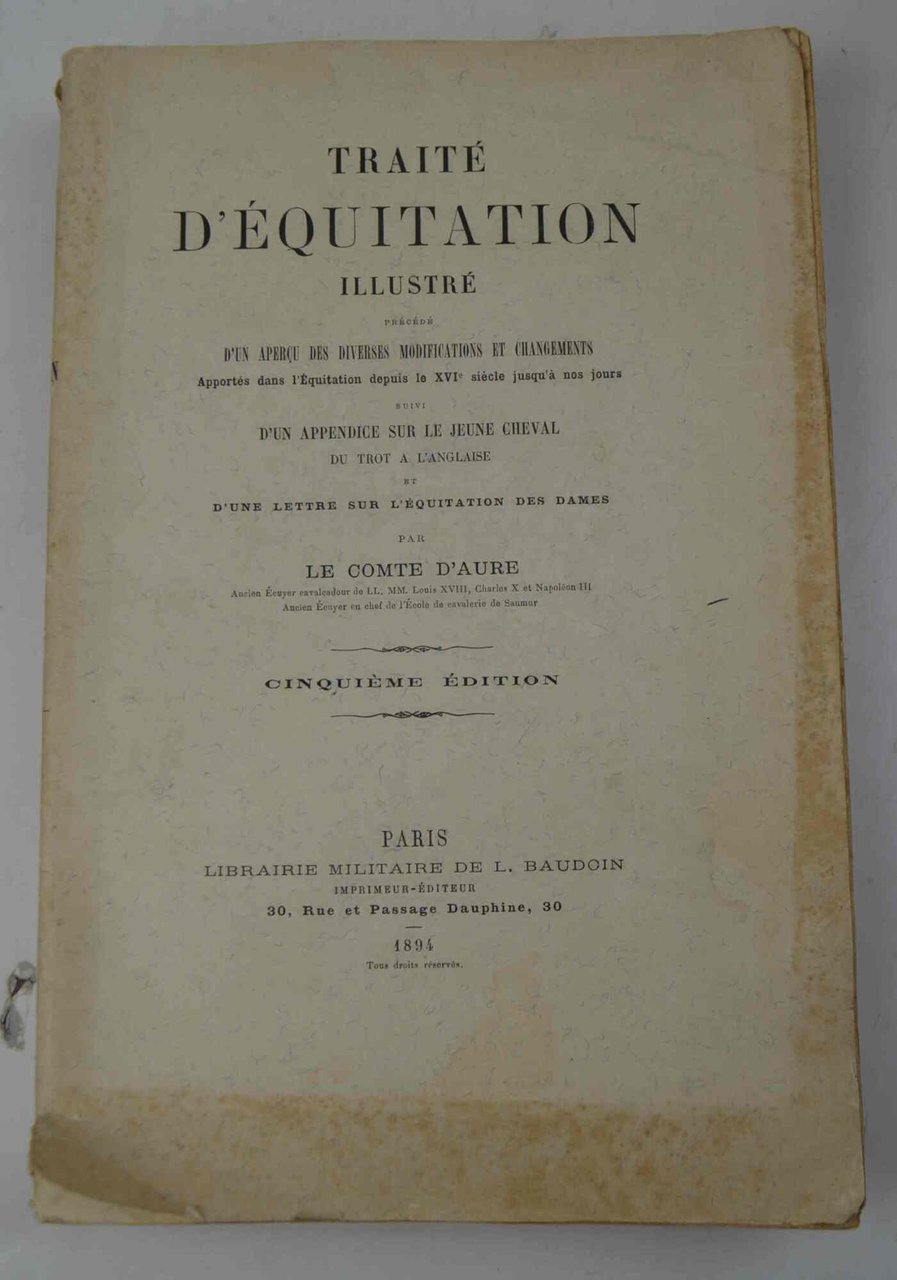 TRAITÉ
D'ÉQUITATION
ILLUSTRÉ
PRÉCÉDÉ
D'UN APERÇU DES DIVERSES MODIFICATIONS ET CHANGEMENTS
Apportés dans l'Équitation depuis le XVIe siècle jusqu'à nos jours
SUIVI
D'UN APPENDICE SUR LE JEUNE CHEVAL
DU TROT A L'ANGLAISE
ET
D'UNE LETTRE SUR L'ÉQUITATION DES DAMES
PAR
LE COMTE D'AURE
Ancien Écuyer cavalcadour de LL. MM. Louis XVIII, Charles X et Napoléon III
Ancien Écuyer en chef de l'École de cavalerie de Saumur
CINQUIÈME ÉDITION
PARIS
LIBRAIRIE MILITAIRE DE L. BAUDOIN
IMPRIMEUR-ÉDITEUR
30, Rue et Passage Dauphine, 30
1894
Tous droits réservés.